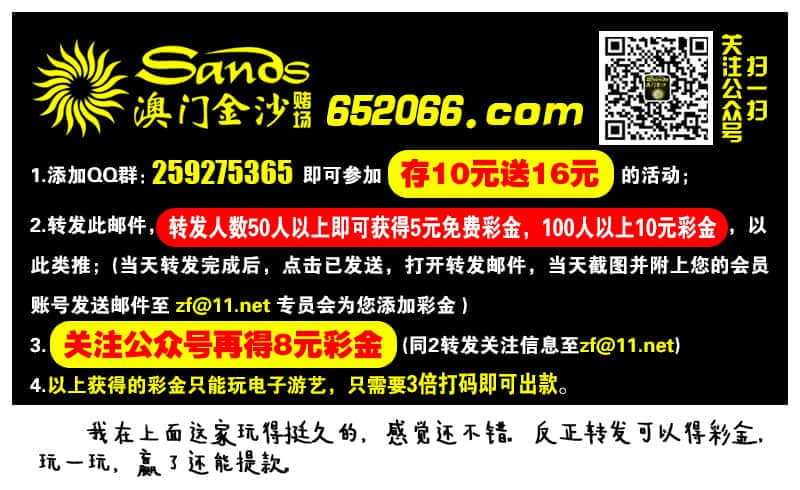 Sands
澳门金沙赌场 652066.com
扫一扫
关注公众号
1.添加QQ群:259275365 即可参加 存10元送16元 的活动;
2.转发此邮件,转发人数50人以上即可获得5元免费彩金,100人以上10元彩金,以
此类推;(当天转发完成后,点击已发送,打开转发邮件,当天截图并附上您的会员
账号发送邮件至 zf@11.net 专员会为您添加彩金)
3.关注公众号再得8元彩金(同2转发关注信息至zf@11.net)
4.以上获得的彩金只能玩电子游艺,只需要3倍打码即可出款。
我在上面这家玩得挺久的,感觉还不错.反正转发可以得彩金,
玩一玩,赢了还能提款.